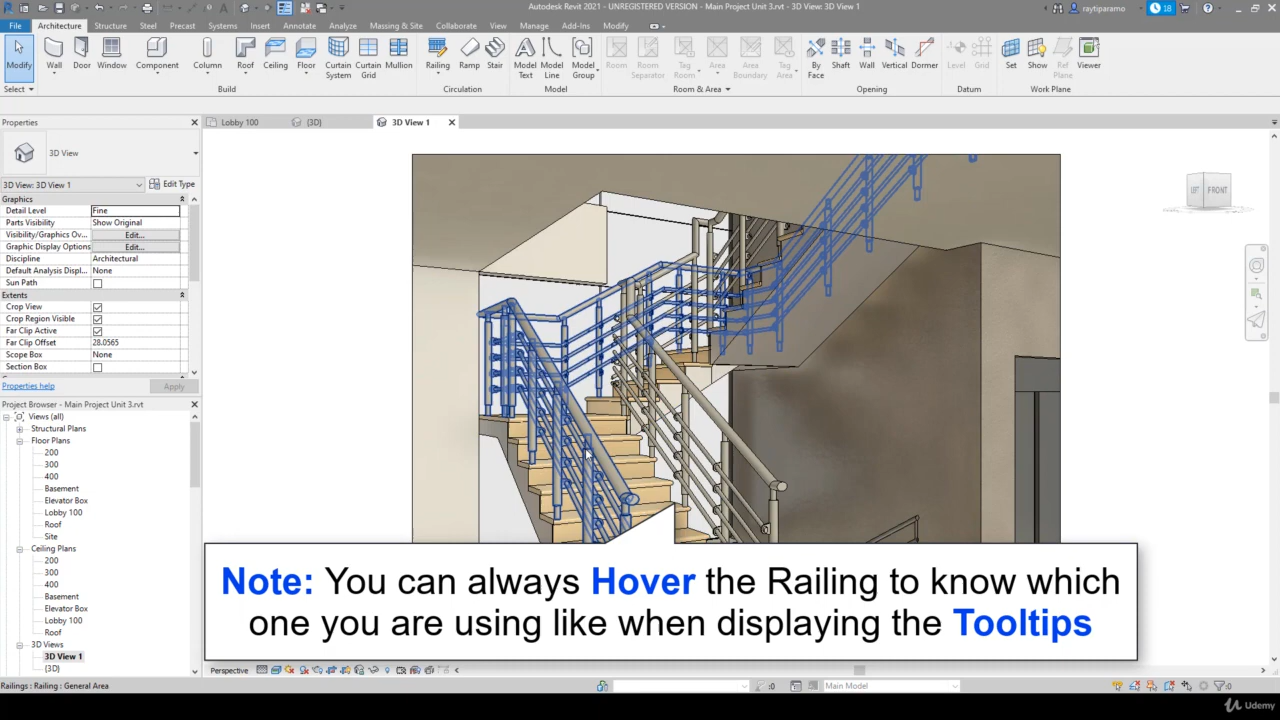 Autodesk Revit 2021 - UNREGISTERED VERSION - Main Project Unit 3.rvt - 3D View: 3D View 1
raytiparamo
18
File Architecture Structure Steel Precast Systems Insert Annotate Analyze Massing & Site Collaborate View Manage Add-Ins Modify
Modify Wall Door Window Component Column Roof Ceiling Floor Curtain System Curtain Grid Mullion Railing Ramp Stair Model Text Model Line Model Group Room Room Separator Tag Room Area Area Boundary Tag Area By Face Shaft Wall Vertical Dormer Level Grid Set Show Ref Plane Viewer
Select Build Circulation Model Room & Area Opening Datum Work Plane
Properties
Lobby 100 {3D} 3D View 1
3D View
3D View: 3D View 1 Edit Type
Graphics
Detail Level Fine
Parts Visibility Show Original
Visibility/Graphics Ov... Edit...
Graphic Display Options Edit...
Discipline Architectural
Default Analysis Displ... None
Sun Path
Extents
Crop View
Crop Region Visible
Far Clip Active
Far Clip Offset 28.0565
Scope Box None
Section Box
Properties help Apply
Project Browser - Main Project Unit 3.rvt
Views (all)
Structural Plans
Floor Plans
200
300
400
Basement
Elevator Box
Lobby 100
Roof
Site
Ceiling Plans
200
300
400
Basement
Elevator Box
Lobby 100
Roof
3D Views
3D View 1
{3D}
LEFT FRONT
Note: You can always Hover the Railing to know which
one you are using like when displaying the Tooltips
Perspective
Railings : Railing : General Area
:0 Main Model :0
Udemy